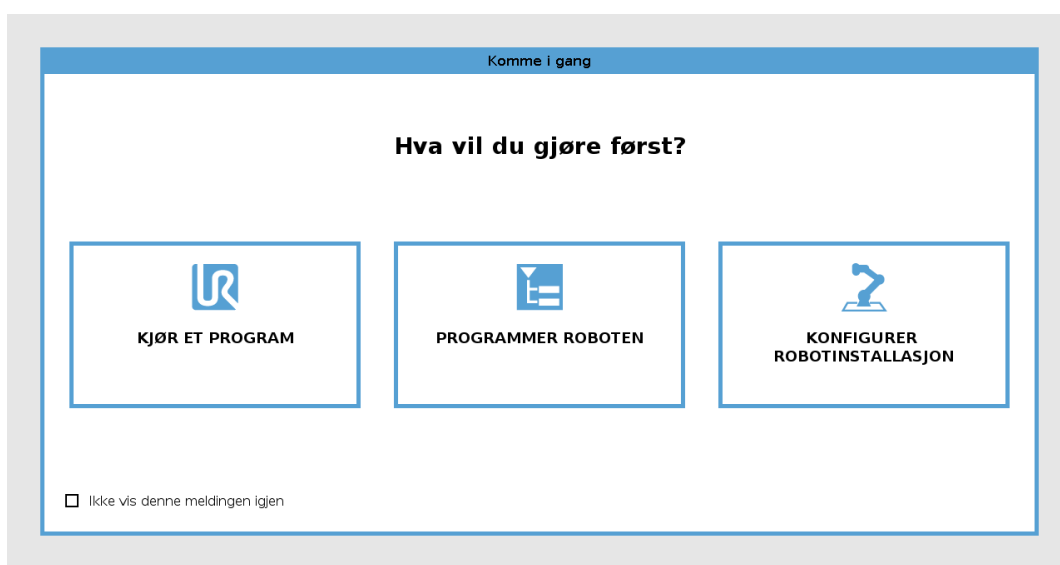 Komme i gang
Hva vil du gjøre først?
KJØR ET PROGRAM
PROGRAMMER ROBOTEN
KONFIGURER
ROBOTINSTALLASJON
Ikke vis denne meldingen igjen